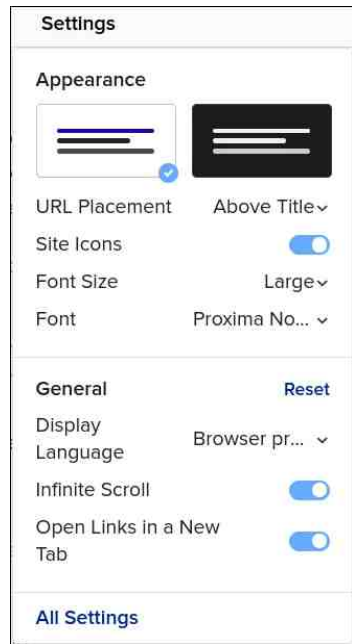 Settings
Appearance
URL Placement Above Title
Site Icons
Font Size Large
Font Proxima No...
General Reset
Display
Language Browser pr...
Infinite Scroll
Open Links in a New
Tab
All Settings